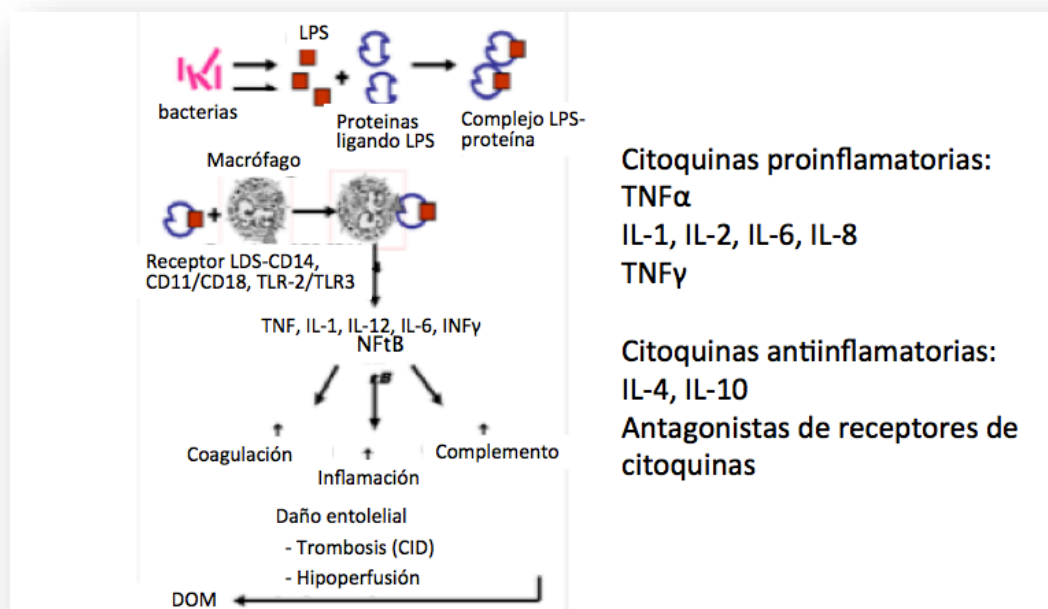 LPS
bacterias
Proteinas
ligando LPS
Complejo LPS-
proteína
Macrófago
Receptor LDS-CD14,
CD11/CD18, TLR-2/TLR3
TNF, IL-1, IL-12, IL-6, INFγ
NFtB
Coagulación
Inflamación
Complemento
Daño entolelial
- Trombosis (CID)
- Hipoperfusión
DOM
Citoquinas proinflamatorias:
TNFα
IL-1, IL-2, IL-6, IL-8
TNFγ
Citoquinas antiinflamatorias:
IL-4, IL-10
Antagonistas de receptores de
citoquinas